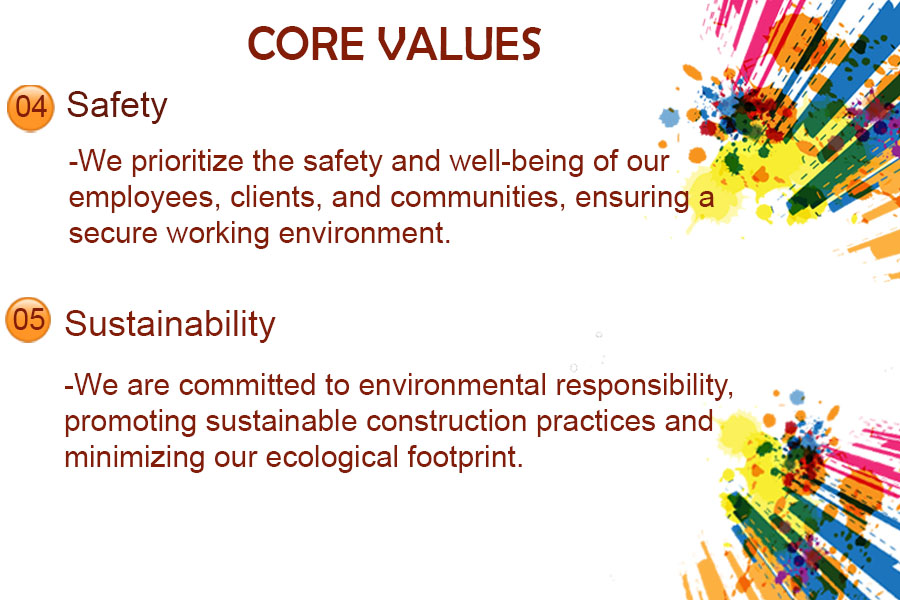 CORE VALUES
04 Safety
-We prioritize the safety and well-being of our
employees, clients, and communities, ensuring a
secure working environment.
05 Sustainability
-We are committed to environmental responsibility,
promoting sustainable construction practices and
minimizing our ecological footprint.